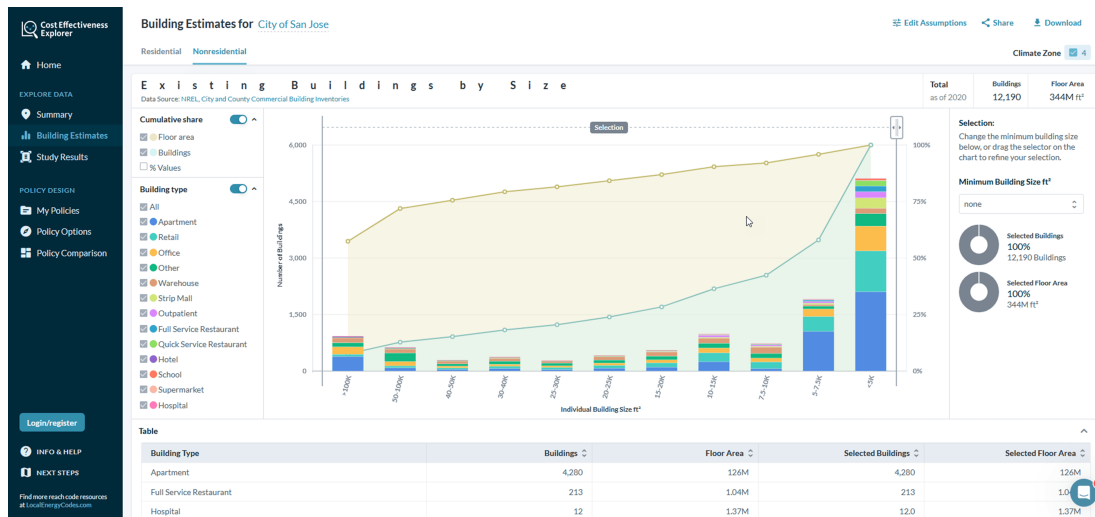 Cost Effectiveness
Explorer
Home
EXPLORE DATA
Summary
Building Estimates
Study Results
POLICY DESIGN
My Policies
Policy Options
Policy Comparison
Login/register
INFO & HELP
NEXT STEPS
Find more reach code resources
at LocalEnergyCodes.com
Building Estimates for City of San Jose
Edit Assumptions Share Download
Residential Nonresidential
Climate Zone 4
Existing Buildings by Size
Data Source: NREL, City and County Commercial Building Inventories
Total
as of 2020
Buildings
12,190
Floor Area
344M ft²
Cumulative share
Floor area
Buildings
% Values
Building type
All
Apartment
Retail
Office
Other
Warehouse
Strip Mall
Outpatient
Full Service Restaurant
Quick Service Restaurant
Hotel
School
Supermarket
Hospital
Selection
Number of Buildings
6,000
4,500
3,000
1,500
0
100%
75%
50%
25%
0%
>100K
50-100K
40-50K
30-40K
25-30K
20-25K
15-20K
10-15K
7.5-10K
5-7.5K
<5K
Individual Building Size ft²
Selection:
Change the minimum building size
below, or drag the selector on the
chart to refine your selection.
Minimum Building Size ft²
none
Selected Buildings
100%
12,190 Buildings
Selected Floor Area
100%
344M ft²
Table
Building Type Buildings Floor Area Selected Buildings Selected Floor Area
Apartment 4,280 126M 4,280 126M
Full Service Restaurant 213 1.04M 213
Hospital 12 1.37M 12.0 1.37M